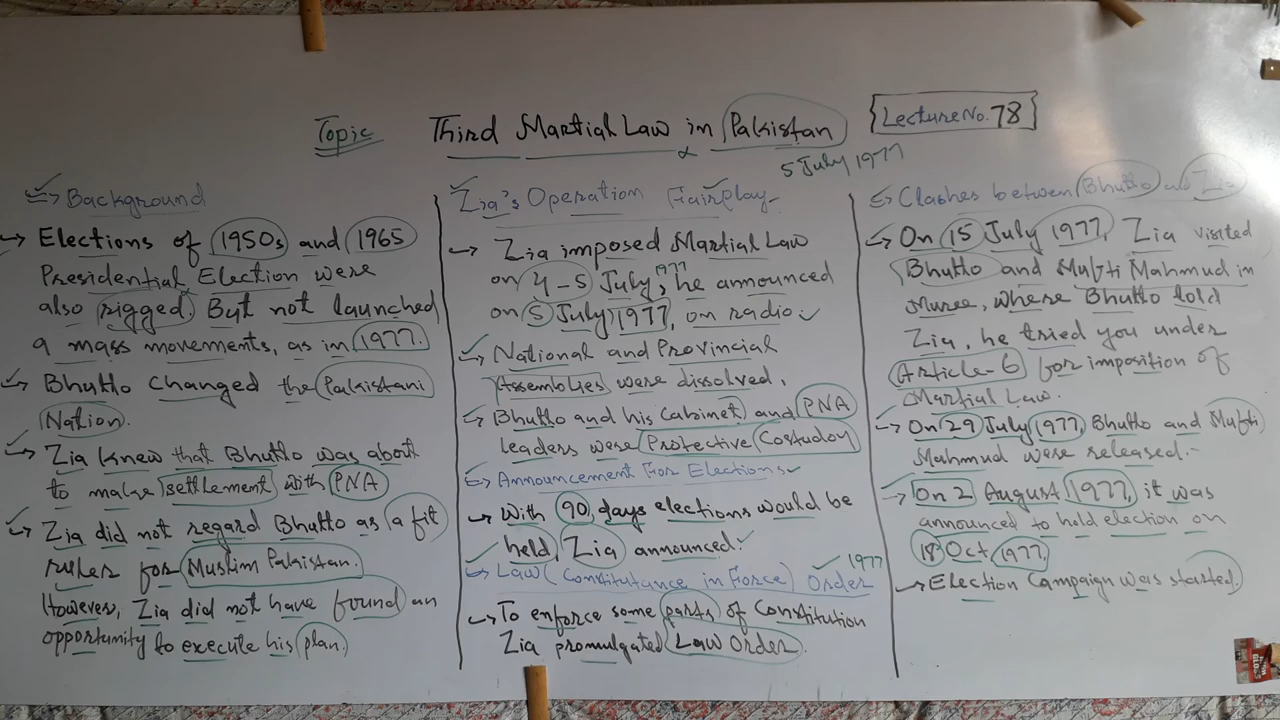 Topic Third Martial Law in Pakistan
Lecture No. 78
5 July 1977
Background
Elections of 1950s and 1965
Presidential Election were
also rigged. But not launched
a mass movements, as in 1977.
Bhutto changed the Pakistani
Nation.
Zia knew that Bhutto was about
to make settlement with PNA
Zia did not regard Bhutto as a fit
ruler for Muslim Pakistan.
However, Zia did not have found an
opportunity to execute his plan.
Zia's Operation Fairplay-
Zia imposed Martial Law
on 4-5 July, 1977 he announced
on 5 July 1977, on radio.
National and Provincial
Assemblies were dissolved.
Bhutto and his Cabinet and PNA
leaders were Protective Costudoy
Announcement For Elections
With 90 days elections would be
held, Zia announced.
Law (Constitutance in Force) Order 1977
To enforce some parts of Constitution
Zia promulgated Law Order.
Clashes between Bhutto and Zia
On 15 July 1977, Zia visited
Bhutto and Mufti Mahmud in
Muree, where Bhutto told
Zia, he tried you under
Article-6 for imposition of
Martial Law.
On 29 July 1977, Bhutto and Mufti
Mahmud were released.-
On 2 August 1977, it was
announced to hold election on
18 Oct 1977.
Election Campaign was started.